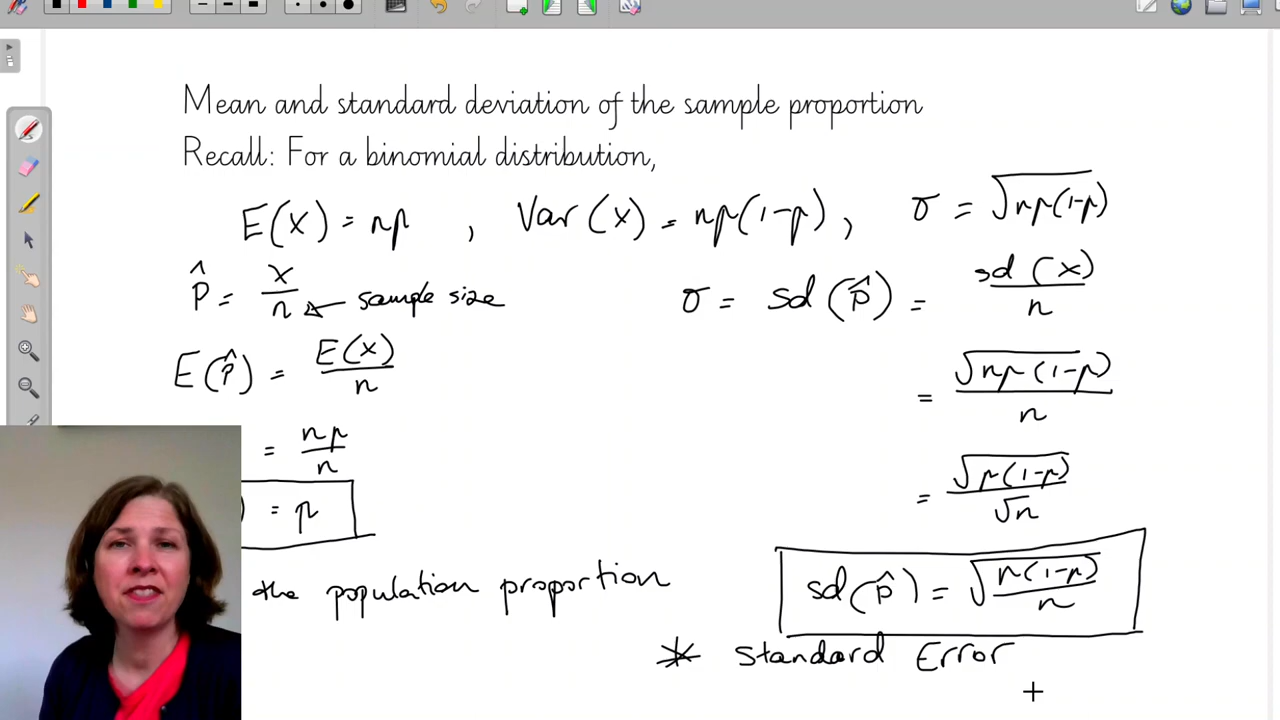 Mean and standard deviation of the sample proportion
Recall: For a binomial distribution,
E(X) = np , Var(X) = np(1-p), σ = √np(1-p)
P̂ = X/n ← sample size
σ = sd(P̂) = sd(X)/n
E(P̂) = E(X)/n
= √np(1-p)/n
= np/n
= √p(1-p)/√n
) = p
the population proportion
sd(P̂) = √p(1-p)/n
* Standard Error